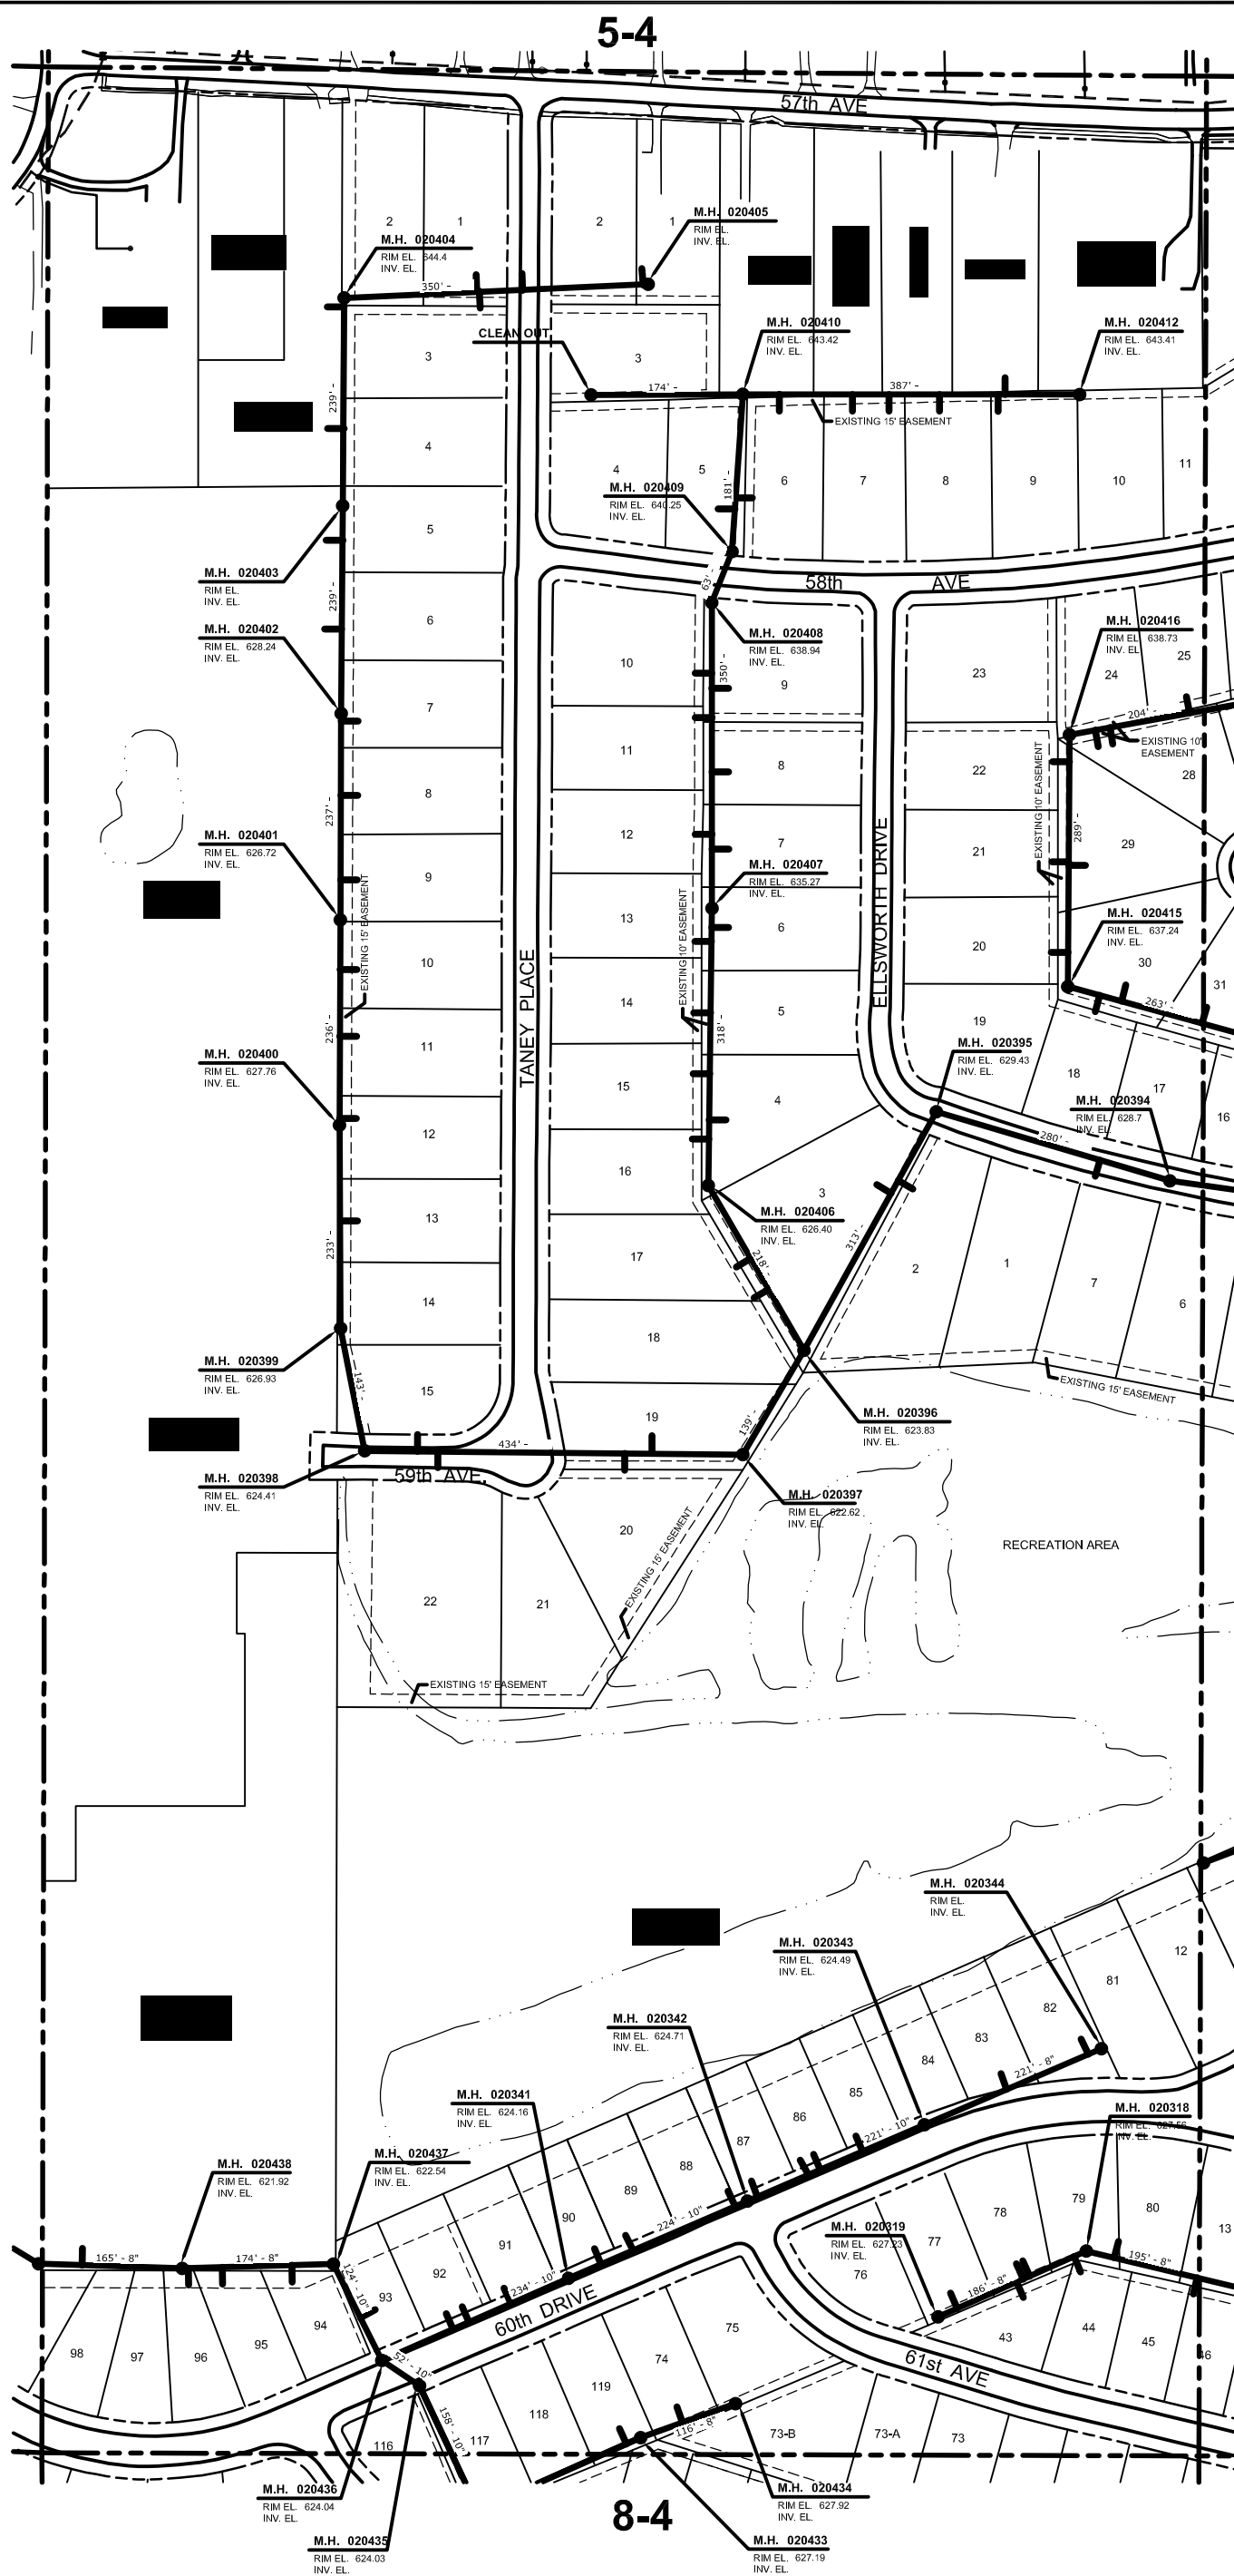 5-4
57th AVE
2
1
2
1
M.H. 020405
RIM EL.
INV. EL.
M.H. 020404
RIM EL. 644.4
INV. EL.
350' -
CLEAN OUT
M.H. 020410
RIM EL. 643.42
INV. EL.
M.H. 020412
RIM EL. 643.41
INV. EL.
3
3
174' -
387' -
239' -
EXISTING 15' EASEMENT
4
4
5
6
7
8
9
10
11
M.H. 020409
RIM EL. 640.25
INV. EL.
181' -
5
M.H. 020403
RIM EL.
INV. EL.
63' -
58th AVE
239' -
6
M.H. 020402
RIM EL. 628.24
INV. EL.
M.H. 020408
RIM EL. 638.94
INV. EL.
M.H. 020416
RIM EL. 638.73
INV. EL.
10
350' -
9
23
24
25
7
204' -
EXISTING 10'
EASEMENT
11
8
22
28
8
237' -
EXISTING 10' EASEMENT
289' -
M.H. 020401
RIM EL. 626.72
INV. EL.
12
7
21
29
ELLSWORTH DRIVE
9
M.H. 020407
RIM EL. 635.27
INV. EL.
EXISTING 15' EASEMENT
13
EXISTING 10' EASEMENT
6
20
M.H. 020415
RIM EL. 637.24
INV. EL.
10
30
31
TANEY PLACE
14
5
19
263' -
236' -
318' -
11
M.H. 020400
RIM EL. 627.76
INV. EL.
M.H. 020395
RIM EL. 629.43
INV. EL.
15
4
18
17
16
M.H. 020394
RIM EL. 628.7
INV. EL.
12
280' -
16
3
13
M.H. 020406
RIM EL. 626.40
INV. EL.
233' -
218' -
313' -
17
2
1
7
6
14
18
M.H. 020399
RIM EL. 626.93
INV. EL.
143' -
15
EXISTING 15' EASEMENT
19
139' -
M.H. 020396
RIM EL. 623.83
INV. EL.
434' -
59th AVE.
M.H. 020398
RIM EL. 624.41
INV. EL.
M.H. 020397
RIM EL. 622.62
INV. EL.
20
EXISTING 15' EASEMENT
RECREATION AREA
22
21
EXISTING 15' EASEMENT
M.H. 020344
RIM EL.
INV. EL.
M.H. 020343
RIM EL. 624.49
INV. EL.
12
81
82
83
84
M.H. 020342
RIM EL. 624.71
INV. EL.
221' - 8"
85
86
87
M.H. 020341
RIM EL. 624.16
INV. EL.
221' - 10"
M.H. 020318
RIM EL. 627.56
INV. EL.
88
89
90
91
92
93
M.H. 020437
RIM EL. 622.54
INV. EL.
M.H. 020438
RIM EL. 621.92
INV. EL.
224' - 10"
234' - 10"
60th DRIVE
79
80
78
77
76
13
M.H. 020319
RIM EL. 627.23
INV. EL.
165' - 8"
174' - 8"
124' - 10"
195' - 8"
186' - 8"
98
97
96
95
94
75
74
119
118
117
116
43
44
45
46
61st AVE
52' - 10"
158' - 10"
116' - 8"
73-B
73-A
73
M.H. 020436
RIM EL. 624.04
INV. EL.
M.H. 020434
RIM EL. 627.92
INV. EL.
8-4
M.H. 020435
RIM EL. 624.03
INV. EL.
M.H. 020433
RIM EL. 627.19
INV. EL.